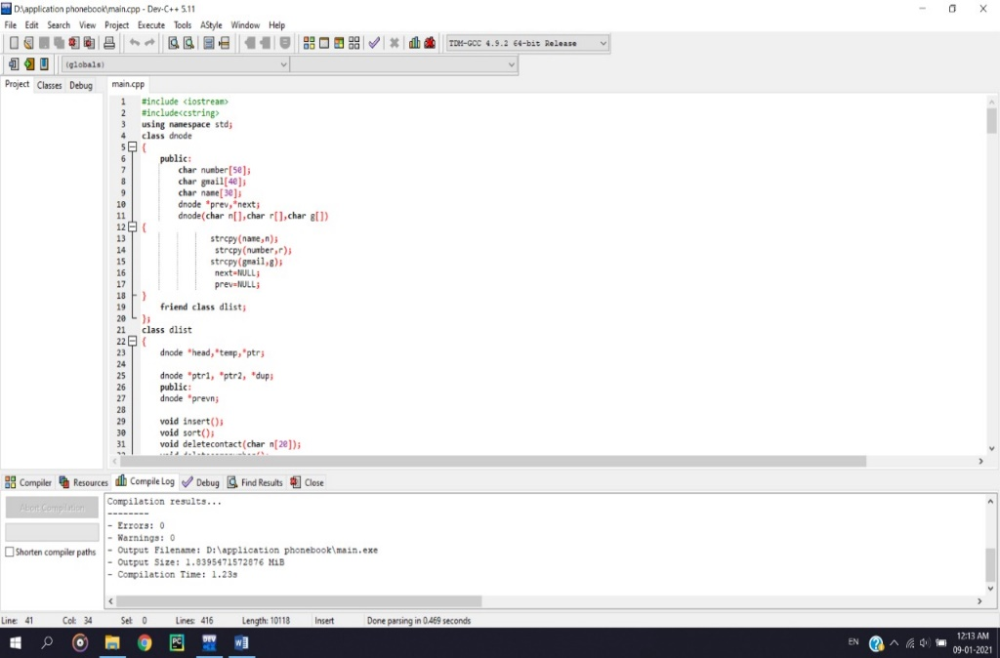 D:\application phonebook\main.cpp - Dev-C++ 5.11
File Edit Search View Project Execute Tools AStyle Window Help
TDM-GCC 4.9.2 64-bit Release
(globals)
Project Classes Debug main.cpp
1 #include <iostream>
2 #include<cstring>
3 using namespace std;
4 class dnode
5 {
6 public:
7 char number[50];
8 char gmail[40];
9 char name[30];
10 dnode *prev,*next;
11 dnode(char n[],char r[],char g[])
12 {
13 strcpy(name,n);
14 strcpy(number,r);
15 strcpy(gmail,g);
16 next=NULL;
17 prev=NULL;
18 }
19 friend class dlist;
20 };
21 class dlist
22 {
23 dnode *head,*temp,*ptr;
24
25 dnode *ptr1, *ptr2, *dup;
26 public:
27 dnode *prevn;
28
29 void insert();
30 void sort();
31 void deletecontact(char n[20]);
Compiler Resources Compile Log Debug Find Results Close
Abort Compilation
Shorten compiler paths
Compilation results...
--------
- Errors: 0
- Warnings: 0
- Output Filename: D:\application phonebook\main.exe
- Output Size: 1.8395471572876 MiB
- Compilation Time: 1.23s
Line: 41 Col: 34 Sel: 0 Lines: 416 Length: 10118 Insert Done parsing in 0.469 seconds
EN
12:13 AM
09-01-2021